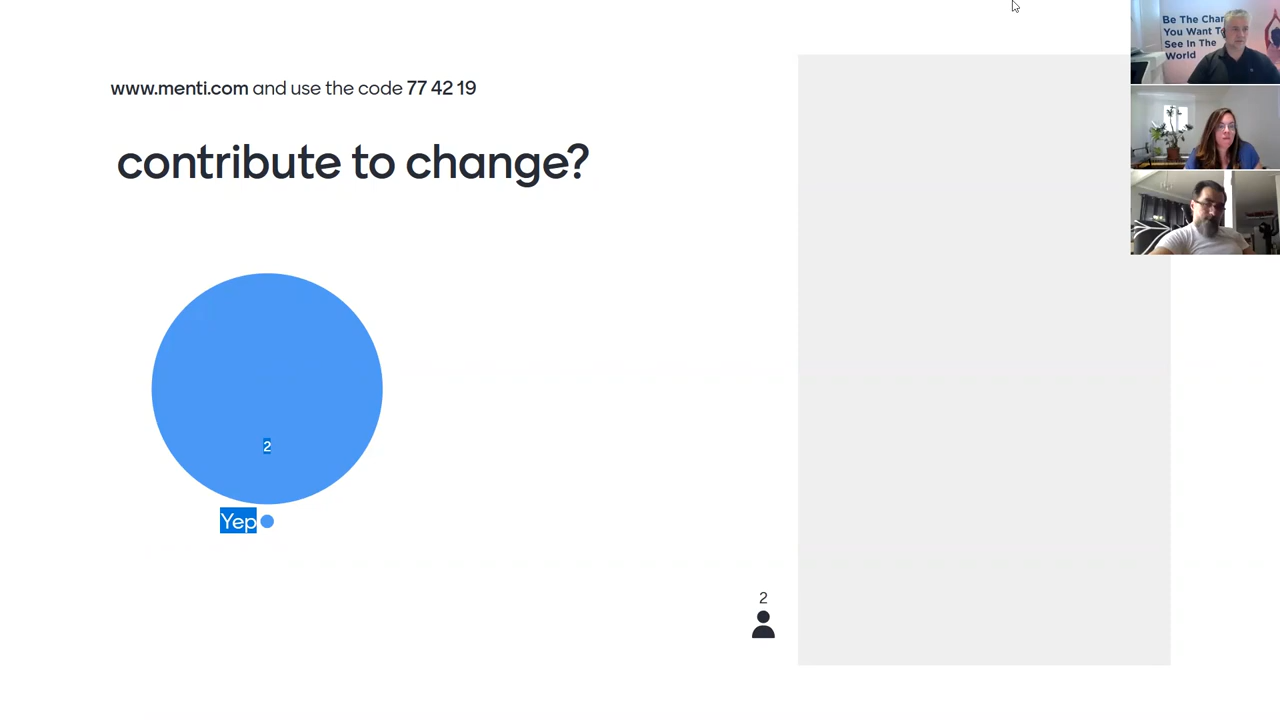 www.menti.com and use the code 77 42 19
contribute to change?
2
Yep
2
Be The Chan
You Want T
See In The
World